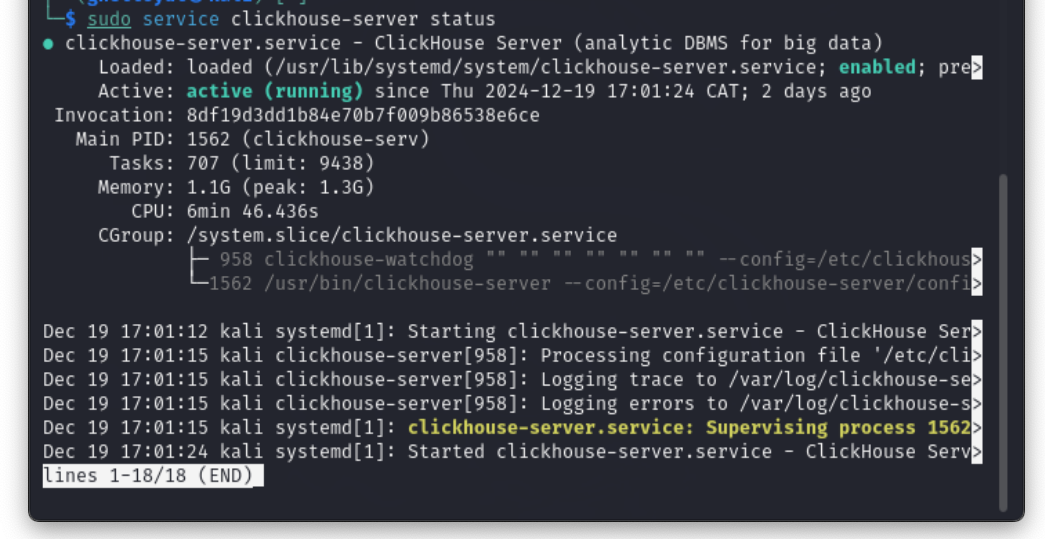 └─$ sudo service clickhouse-server status
● clickhouse-server.service - ClickHouse Server (analytic DBMS for big data)
Loaded: loaded (/usr/lib/systemd/system/clickhouse-server.service; enabled; pre>
Active: active (running) since Thu 2024-12-19 17:01:24 CAT; 2 days ago
Invocation: 8df19d3dd1b84e70b7f009b86538e6ce
Main PID: 1562 (clickhouse-serv)
Tasks: 707 (limit: 9438)
Memory: 1.1G (peak: 1.3G)
CPU: 6min 46.436s
CGroup: /system.slice/clickhouse-server.service
├─ 958 clickhouse-watchdog "" "" "" "" "" "" "" --config=/etc/clickhous>
└─1562 /usr/bin/clickhouse-server --config=/etc/clickhouse-server/confi>
Dec 19 17:01:12 kali systemd[1]: Starting clickhouse-server.service - ClickHouse Ser>
Dec 19 17:01:15 kali clickhouse-server[958]: Processing configuration file '/etc/cli>
Dec 19 17:01:15 kali clickhouse-server[958]: Logging trace to /var/log/clickhouse-se>
Dec 19 17:01:15 kali clickhouse-server[958]: Logging errors to /var/log/clickhouse-s>
Dec 19 17:01:15 kali systemd[1]: clickhouse-server.service: Supervising process 1562>
Dec 19 17:01:24 kali systemd[1]: Started clickhouse-server.service - ClickHouse Serv>
lines 1-18/18 (END)